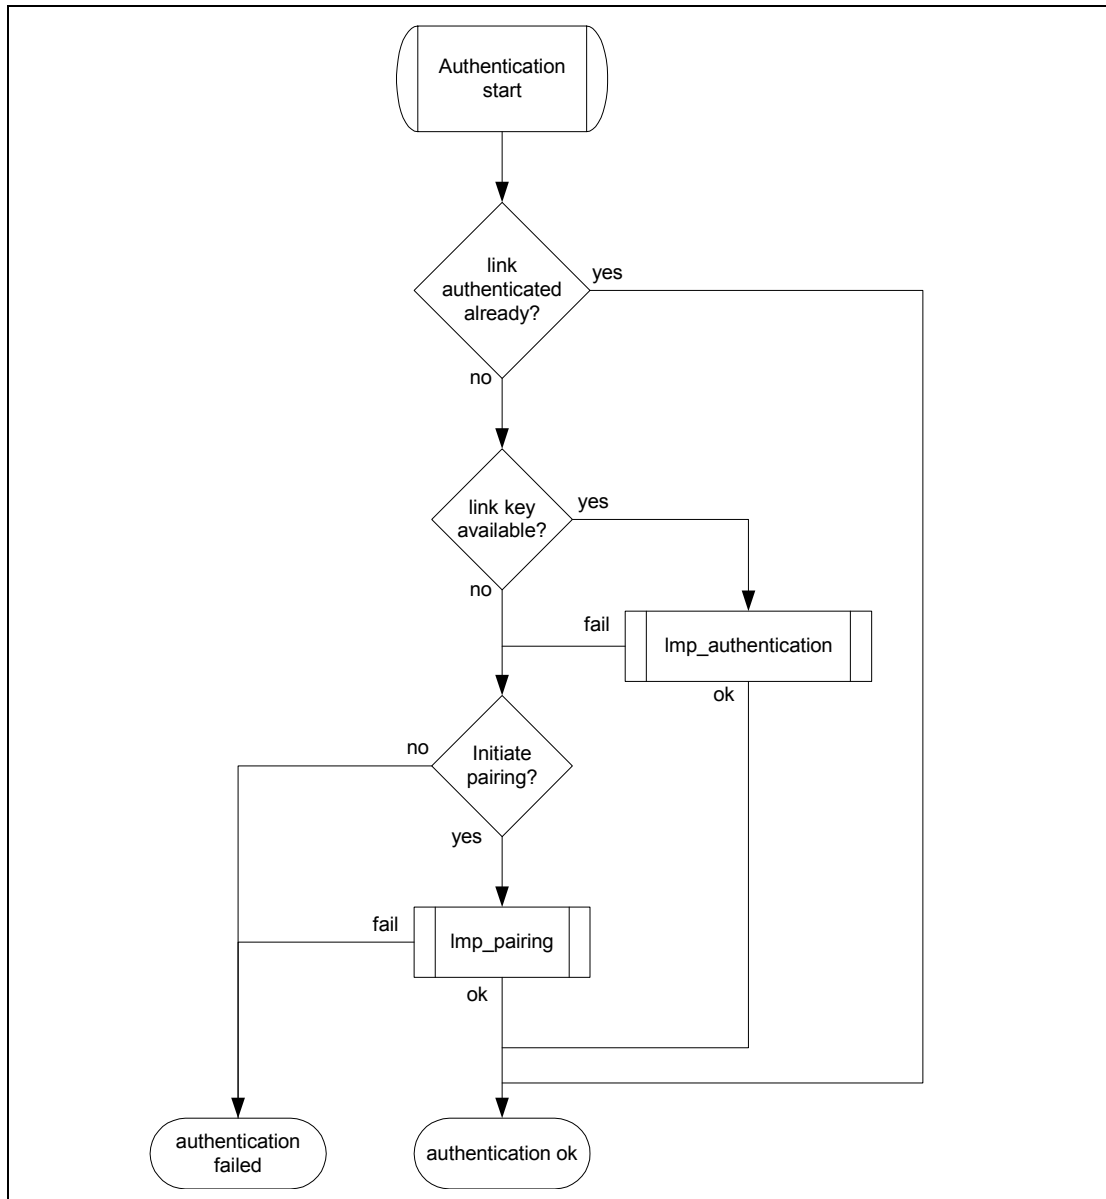 Authentication
start
link
authenticated
already?
yes
no
link key
available?
yes
no
fail
lmp_authentication
ok
no
Initiate
pairing?
yes
fail
lmp_pairing
ok
authentication
failed
authentication ok